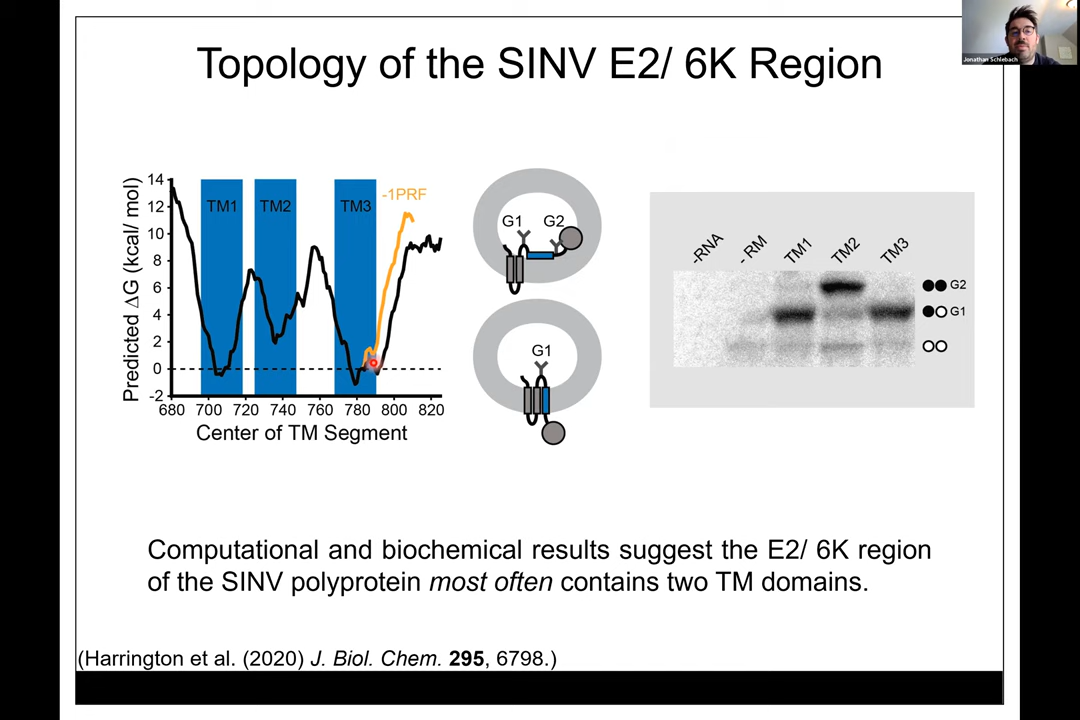 Jonathan Schlebach
Topology of the SINV E2/ 6K Region
Predicted ΔG (kcal/ mol)
14
12
10
8
6
4
2
0
-2
TM1
TM2
TM3
-1PRF
680 700 720 740 760 780 800 820
Center of TM Segment
G1
G2
G1
-RNA
- RM
TM1
TM2
TM3
G2
G1
Computational and biochemical results suggest the E2/ 6K region
of the SINV polyprotein most often contains two TM domains.
(Harrington et al. (2020) J. Biol. Chem. 295, 6798.)